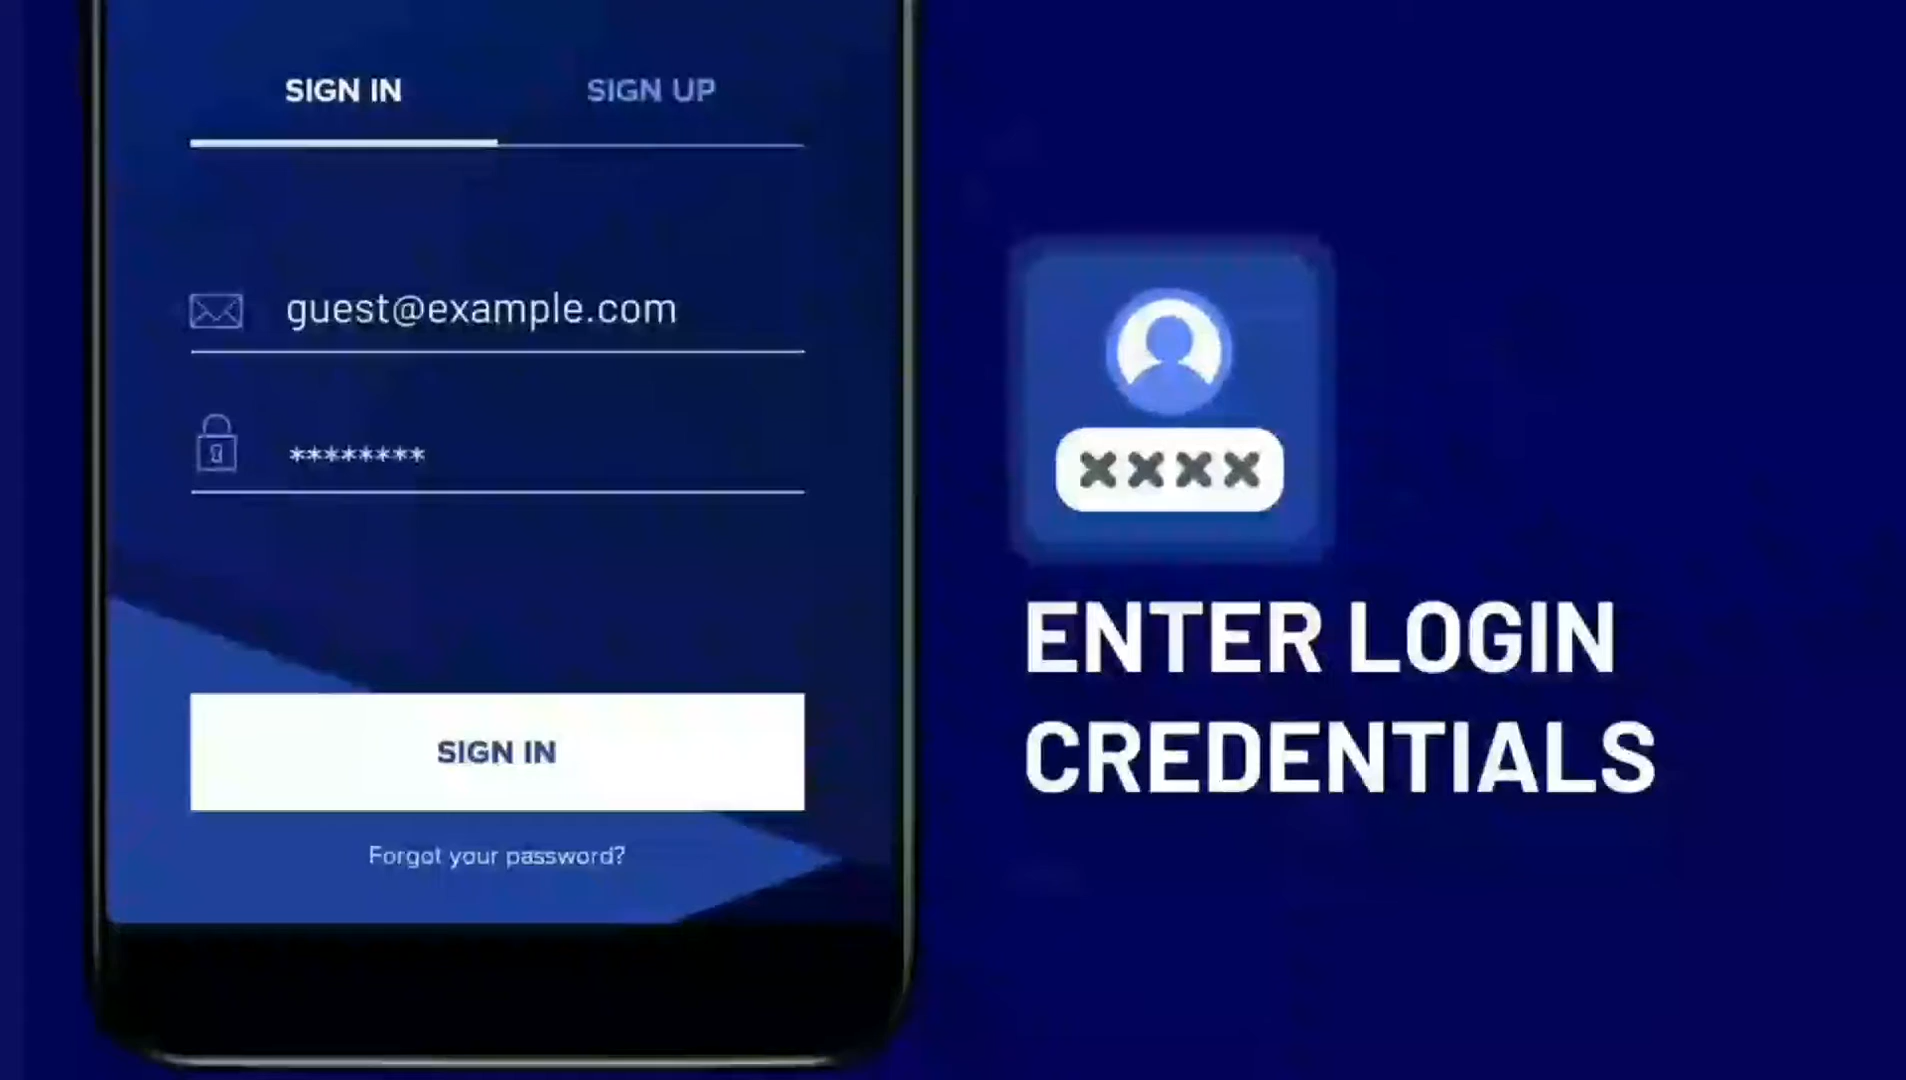 SIGN IN
SIGN UP
guest@example.com
********
SIGN IN
Forgot your password?
XXXX
ENTER LOGIN
CREDENTIALS